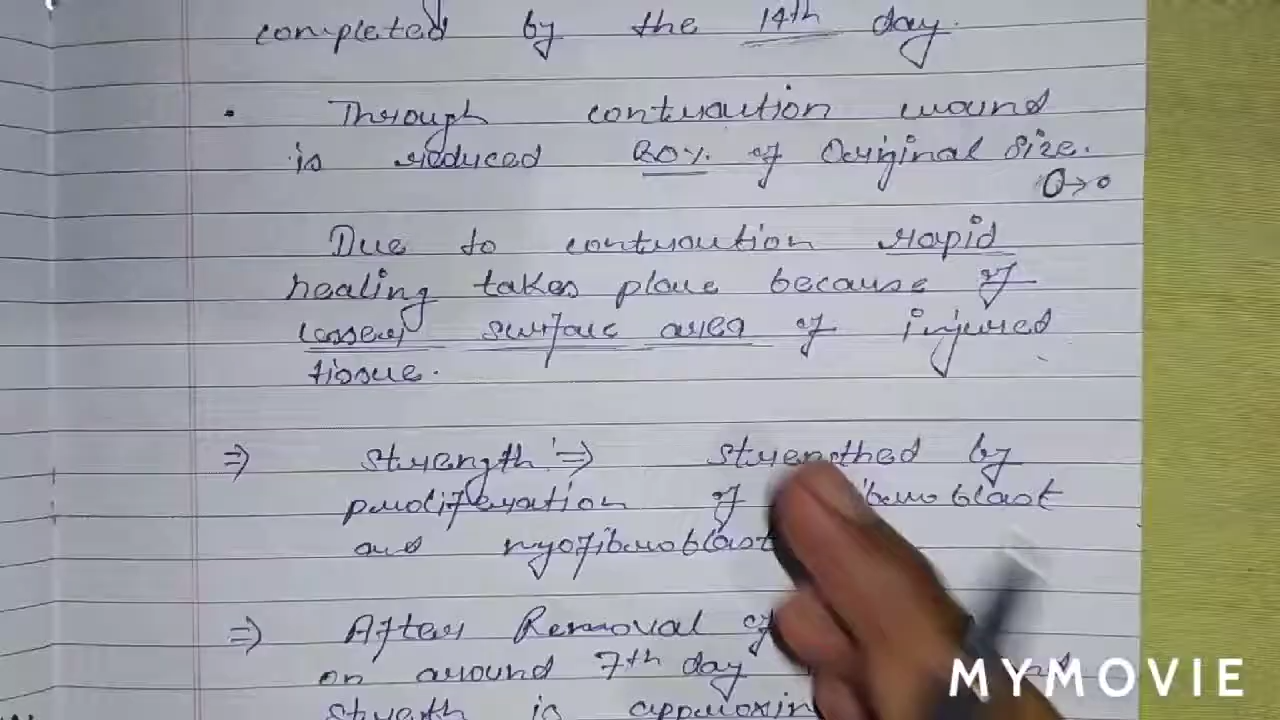 completed by the 14th day.
• Through contraction wound
is reduced 80% of Original size.
Due to contraction rapid
healing takes place because of
lesser surface area of injured
tissue.
⇒ Strength ⇒ Strengthed by
proliferation of fibroblast
and myofibroblast
⇒ After Removal of
on around 7th day
strength is
MYMOVIE